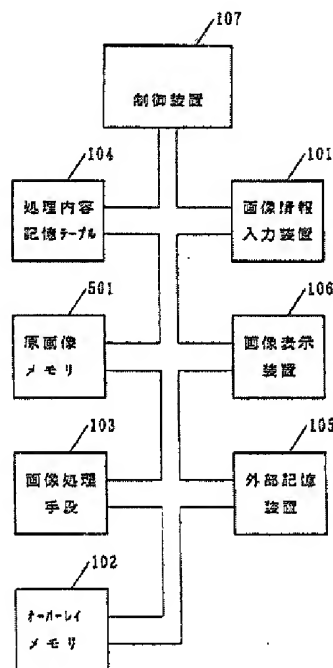 107
制御装置
104
処理内容
記憶テーブル
101
画像情報
入力装置
501
原画像
メモリ
106
画像表示
装置
103
画像処理
手段
105
外部記憶
装置
102
オーバーレイ
メモリ